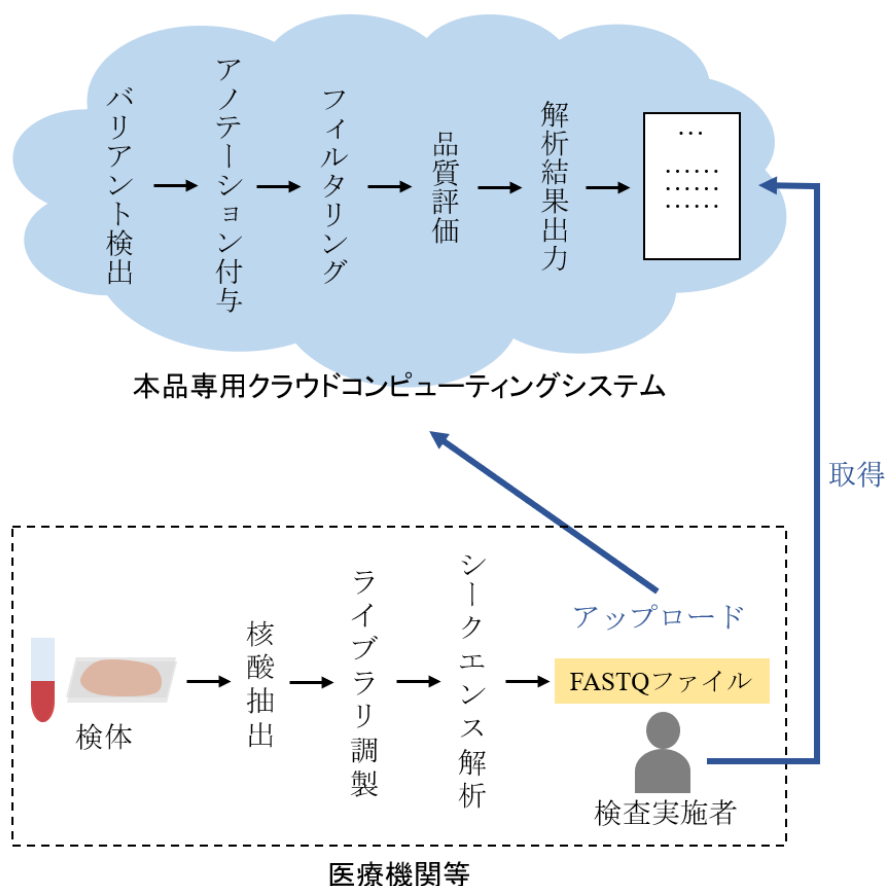 バリアント検出
アノテーション付与
フィルタリング
品質評価
解析結果出力
…
……
……
……
本品専用クラウドコンピューティングシステム
取得
検体
核酸抽出
ライブラリ調製
シークエンス解析
アップロード
FASTQファイル
検査実施者
医療機関等